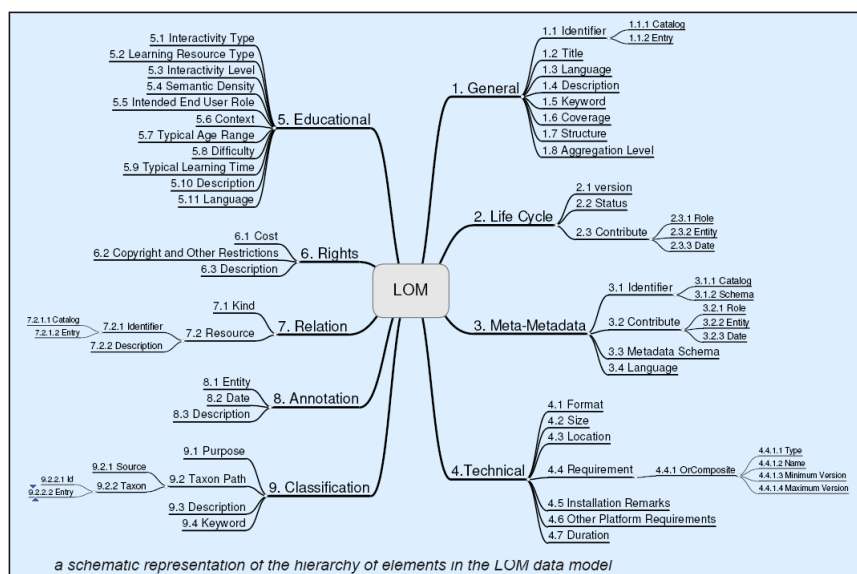 LOM
1. General
1.1 Identifier
1.1.1 Catalog
1.1.2 Entry
1.2 Title
1.3 Language
1.4 Description
1.5 Keyword
1.6 Coverage
1.7 Structure
1.8 Aggregation Level
2. Life Cycle
2.1 version
2.2 Status
2.3 Contribute
2.3.1 Role
2.3.2 Entity
2.3.3 Date
3. Meta-Metadata
3.1 Identifier
3.1.1 Catalog
3.1.2 Schema
3.2 Contribute
3.2.1 Role
3.2.2 Entity
3.2.3 Date
3.3 Metadata Schema
3.4 Language
4.Technical
4.1 Format
4.2 Size
4.3 Location
4.4 Requirement
4.4.1 OrComposite
4.4.1.1 Type
4.4.1.2 Name
4.4.1.3 Minimum Version
4.4.1.4 Maximum Version
4.5 Installation Remarks
4.6 Other Platform Requirements
4.7 Duration
5. Educational
5.1 Interactivity Type
5.2 Learning Resource Type
5.3 Interactivity Level
5.4 Semantic Density
5.5 Intended End User Role
5.6 Context
5.7 Typical Age Range
5.8 Difficulty
5.9 Typical Learning Time
5.10 Description
5.11 Language
6. Rights
6.1 Cost
6.2 Copyright and Other Restrictions
6.3 Description
7. Relation
7.1 Kind
7.2 Resource
7.2.1 Identifier
7.2.1.1 Catalog
7.2.1.2 Entry
7.2.2 Description
8. Annotation
8.1 Entity
8.2 Date
8.3 Description
9. Classification
9.1 Purpose
9.2 Taxon Path
9.2.1 Source
9.2.2 Taxon
9.2.2.1 Id
9.2.2.2 Entry
9.3 Description
9.4 Keyword
a schematic representation of the hierarchy of elements in the LOM data model